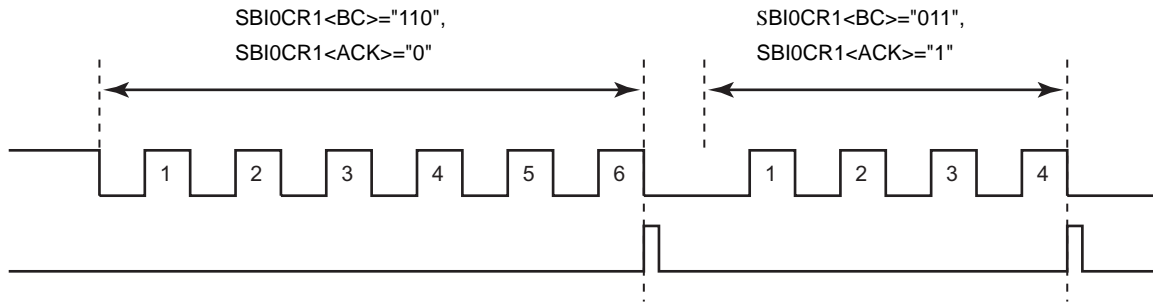 SBI0CR1<BC>="110",
SBI0CR1<ACK>="0"
SBI0CR1<BC>="011",
SBI0CR1<ACK>="1"
1 2 3 4 5 6 1 2 3 4